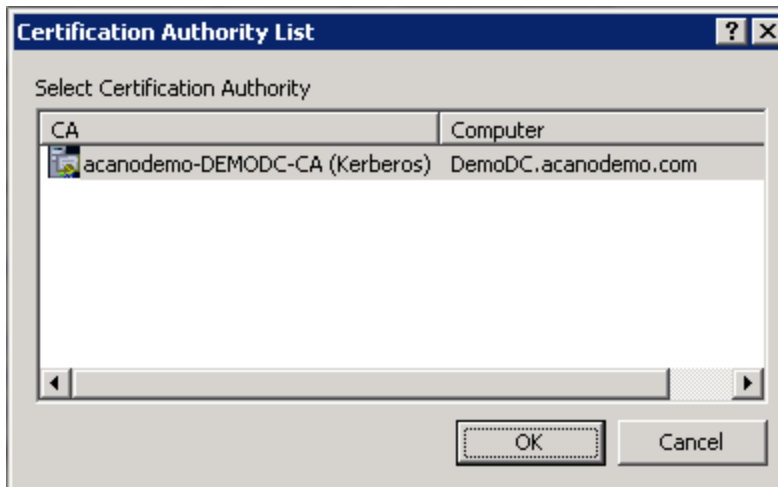 Certification Authority List
Select Certification Authority
CA Computer
acanodemo-DEMODC-CA (Kerberos) DemoDC.acanodemo.com
OK Cancel